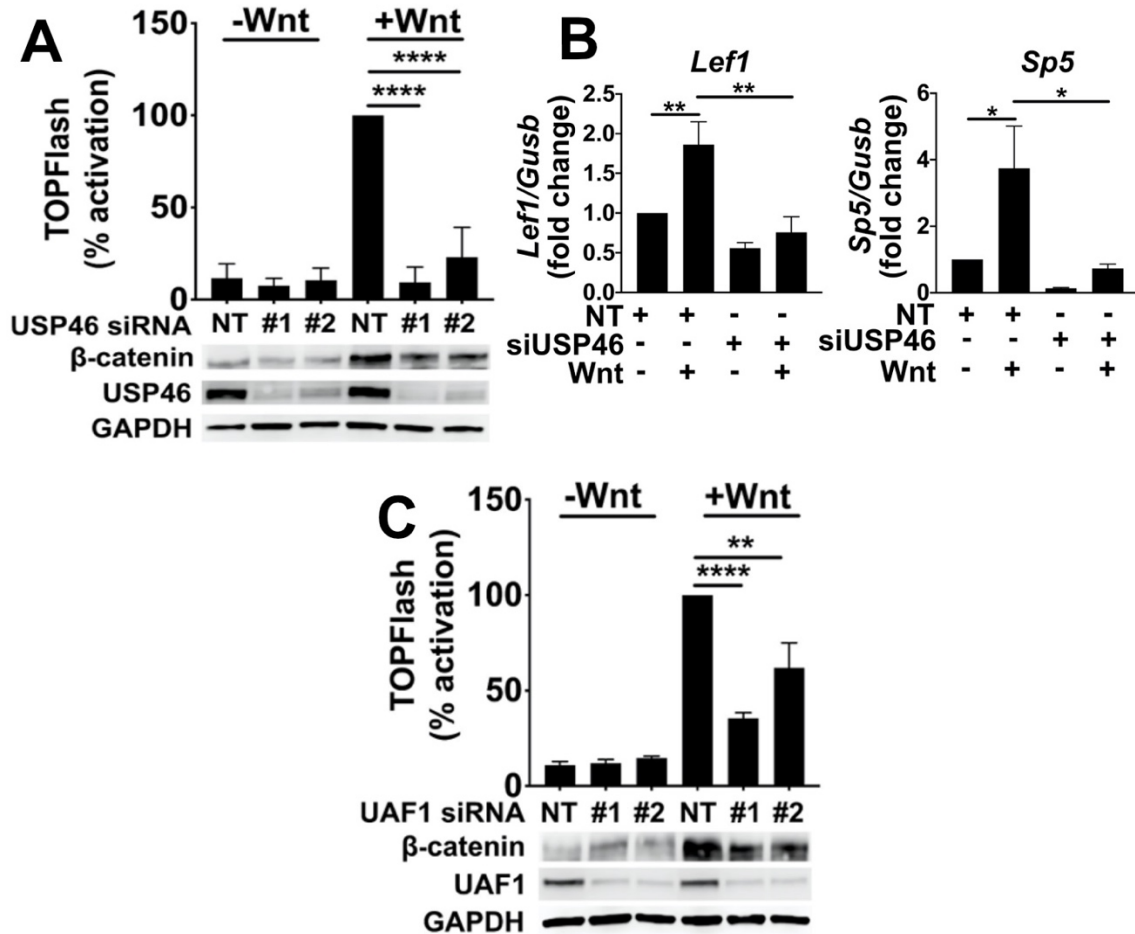 A
-Wnt +Wnt
****
****
TOPFlash
(% activation)
150
100
50
0
USP46 siRNA NT #1 #2 NT #1 #2
β-catenin
USP46
GAPDH
B
Lef1
** **
Lef1/Gusb
(fold change)
2.5
2.0
1.5
1.0
0.5
0.0
NT + + - -
siUSP46 - - + +
Wnt - + - +
Sp5
* *
Sp5/Gusb
(fold change)
6
4
2
0
NT + + - -
siUSP46 - - + +
Wnt - + - +
C
-Wnt +Wnt
**
****
TOPFlash
(% activation)
150
100
50
0
UAF1 siRNA NT #1 #2 NT #1 #2
β-catenin
UAF1
GAPDH